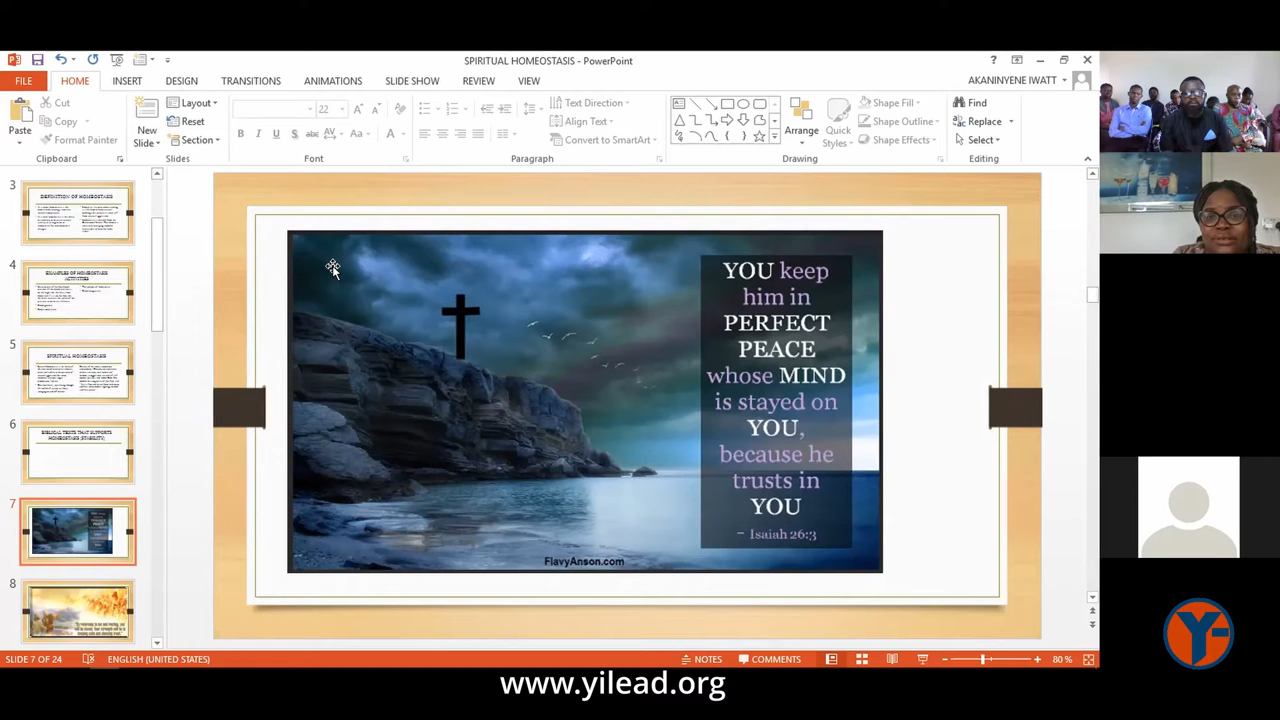 SPIRITUAL HOMEOSTASIS - PowerPoint
FILE HOME INSERT DESIGN TRANSITIONS ANIMATIONS SLIDE SHOW REVIEW VIEW
AKANINYENE IWATT
Paste
Cut
Copy
Format Painter
Clipboard
New
Slide
Layout
Reset
Section
Slides
22
Font
Text Direction
Align Text
Convert to SmartArt
Paragraph
Arrange
Quick
Styles
Shape Fill
Shape Outline
Shape Effects
Drawing
Find
Replace
Select
Editing
3
DEFINITION OF HOMEOSTASIS
4
EXAMPLES OF HOMEOSTASIS
ACTIVITIES
5
SPIRITUAL HOMEOSTASIS
6
BIBLICAL TEXTS THAT SUPPORTS
HOMEOSTASIS (STABILITY)
7
8
YOU keep
him in
PERFECT
PEACE
whose MIND
is stayed on
YOU,
because he
trusts in
YOU
– Isaiah 26:3
FlavyAnson.com
SLIDE 7 OF 24 ENGLISH (UNITED STATES) NOTES COMMENTS 80 %
www.yilead.org